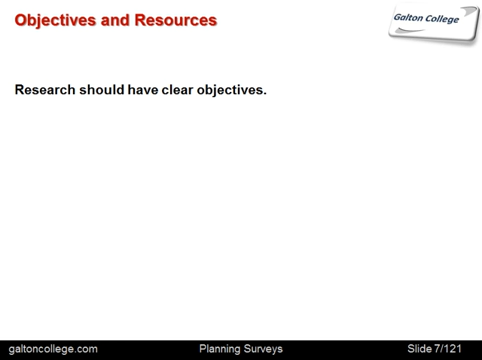 Objectives and Resources
Galton College
Research should have clear objectives.
galtoncollege.com
Planning Surveys
Slide 7/121